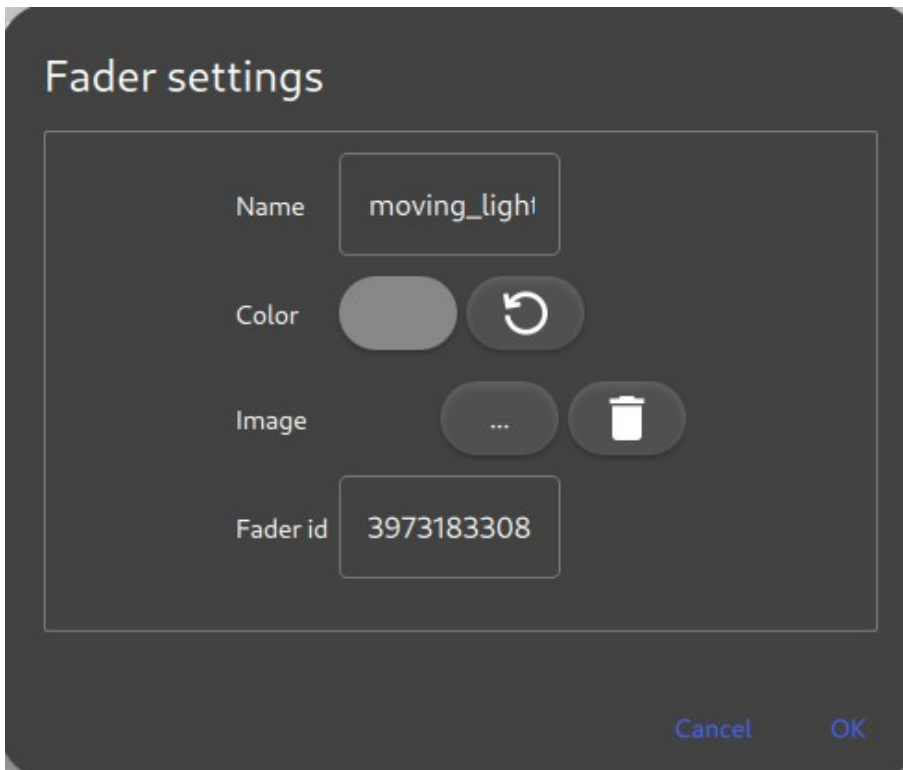 Fader settings
Name moving_light
Color
Image ...
Fader id 3973183308
Cancel OK